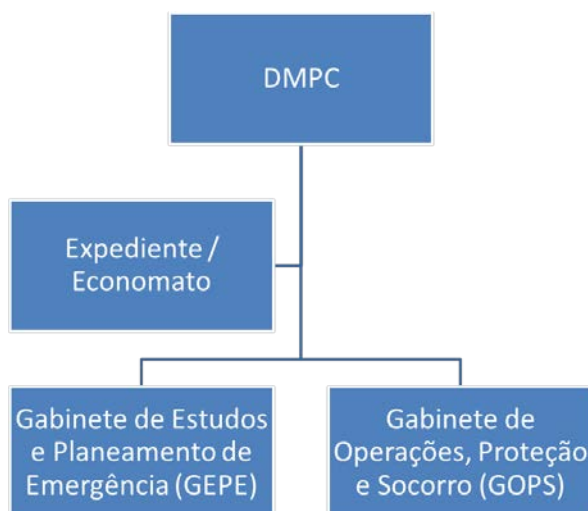 DMPC
Expediente /
Economato
Gabinete de Estudos
e Planeamento de
Emergência (GEPE)
Gabinete de
Operações, Proteção
e Socorro (GOPS)